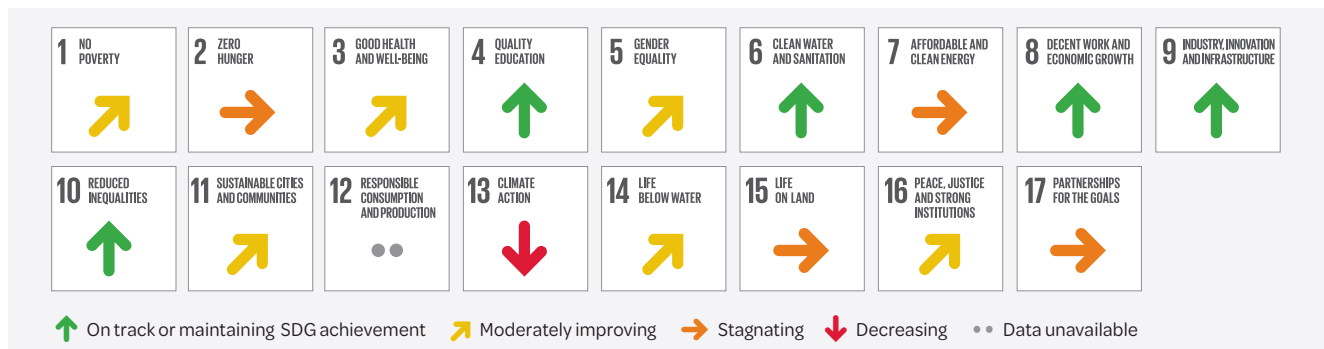 1 NO
POVERTY
2 ZERO
HUNGER
3 GOOD HEALTH
AND WELL-BEING
4 QUALITY
EDUCATION
5 GENDER
EQUALITY
6 CLEAN WATER
AND SANITATION
7 AFFORDABLE AND
CLEAN ENERGY
8 DECENT WORK AND
ECONOMIC GROWTH
9 INDUSTRY, INNOVATION
AND INFRASTRUCTURE
10 REDUCED
INEQUALITIES
11 SUSTAINABLE CITIES
AND COMMUNITIES
12 RESPONSIBLE
CONSUMPTION
AND PRODUCTION
13 CLIMATE
ACTION
14 LIFE
BELOW WATER
15 LIFE
ON LAND
16 PEACE, JUSTICE
AND STRONG
INSTITUTIONS
17 PARTNERSHIPS
FOR THE GOALS
On track or maintaining SDG achievement Moderately improving Stagnating Decreasing Data unavailable